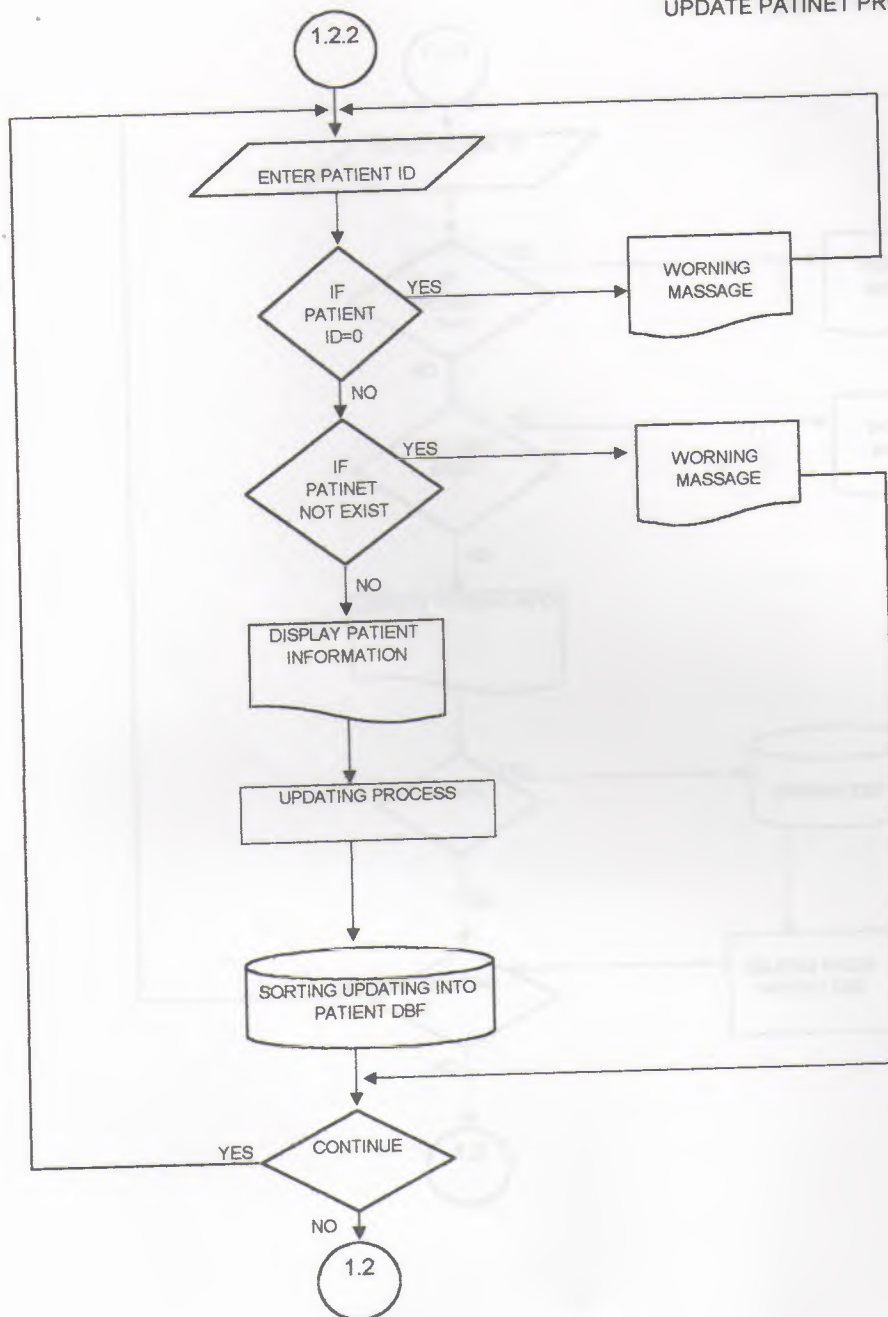 UPDATE PATINET PR
1.2.2
ENTER PATIENT ID
IF
PATIENT
ID=0
YES
WORNING
MASSAGE
NO
IF
PATINET
NOT EXIST
YES
WORNING
MASSAGE
NO
DISPLAY PATIENT
INFORMATION
UPDATING PROCESS
SORTING UPDATING INTO
PATIENT DBF
CONTINUE
YES
NO
1.2